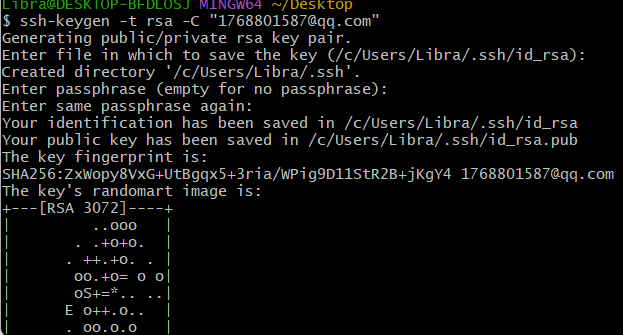 Libra@DESKTOP-BFDLOSJ MINGW64 ~/Desktop
$ ssh-keygen -t rsa -C "1768801587@qq.com"
Generating public/private rsa key pair.
Enter file in which to save the key (/c/Users/Libra/.ssh/id_rsa):
Created directory '/c/Users/Libra/.ssh'.
Enter passphrase (empty for no passphrase):
Enter same passphrase again:
Your identification has been saved in /c/Users/Libra/.ssh/id_rsa
Your public key has been saved in /c/Users/Libra/.ssh/id_rsa.pub
The key fingerprint is:
SHA256:ZxWopy8VxG+UtBgqx5+3ria/WPig9D11StR2B+jKgY4 1768801587@qq.com
The key's randomart image is:
+---[RSA 3072]----+
|         ..ooo   |
|       . .+o+o.  |
|      . ++.+o. . |
|       oo.+o= o o|
|       oS+=*.. ..|
|      E o++.o..  |
|      . oo.o.o   |